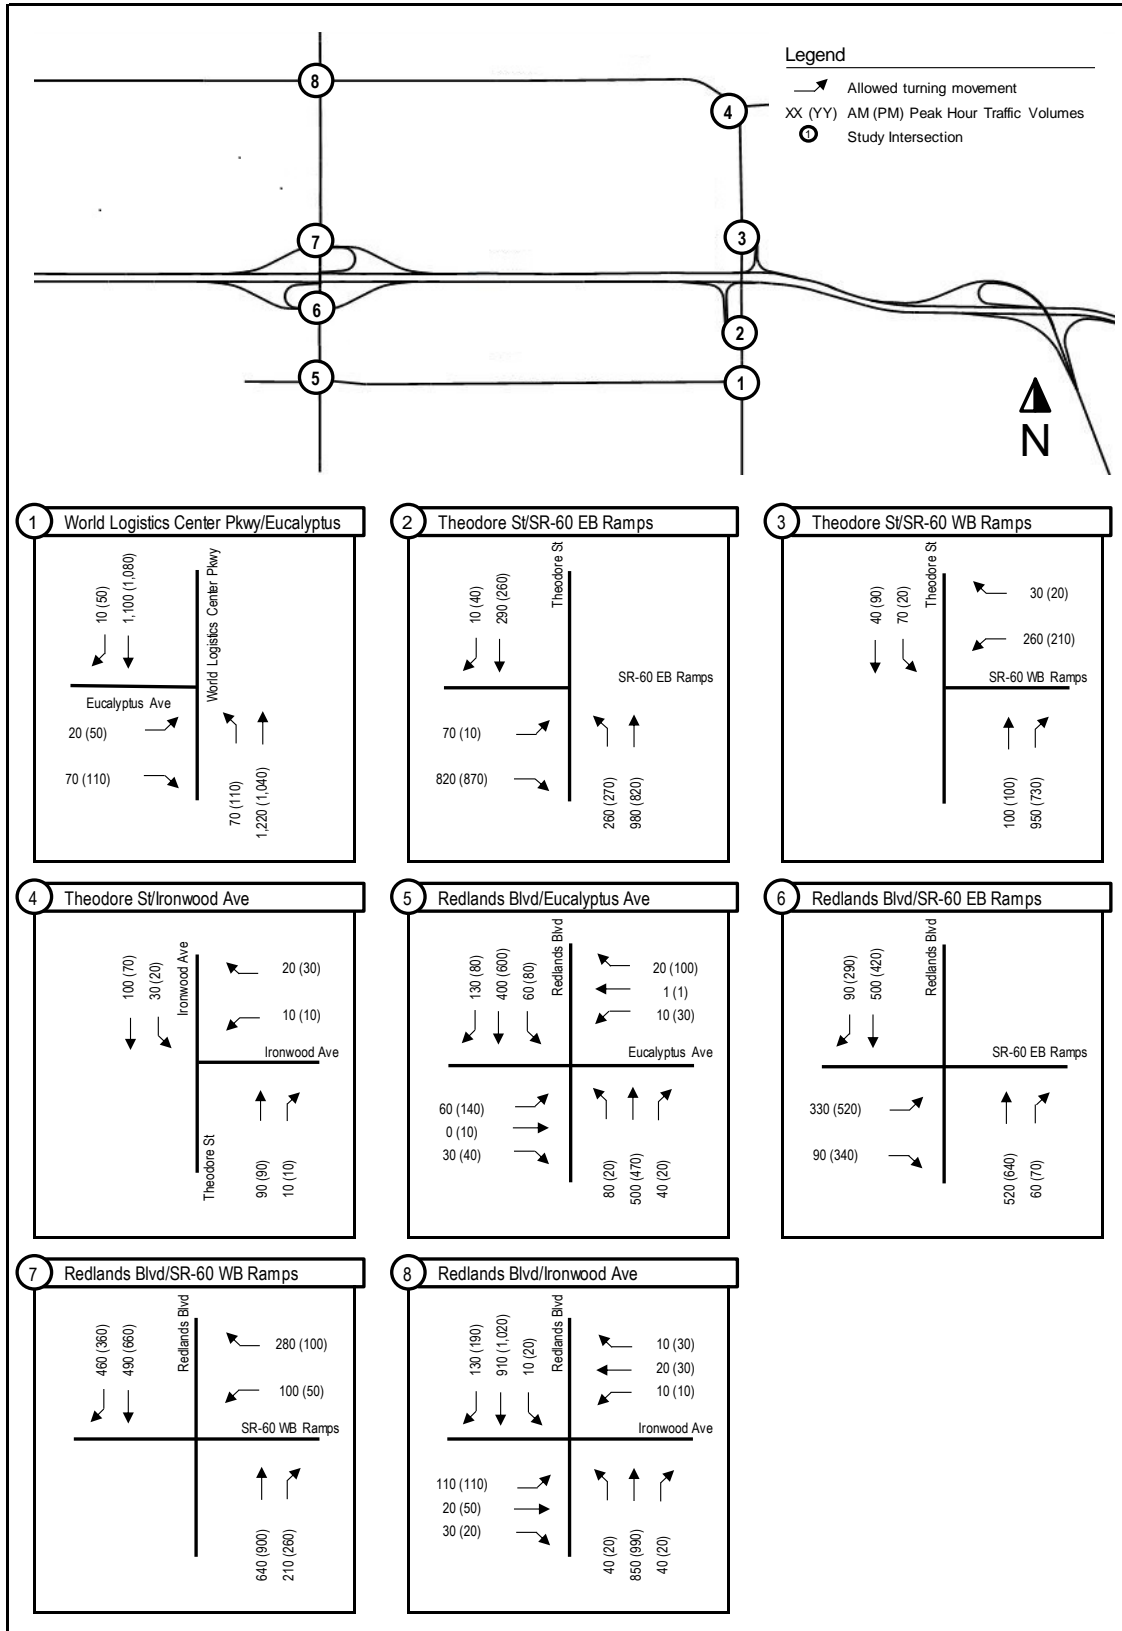 Legend
Allowed turning movement
XX (YY) AM (PM) Peak Hour Traffic Volumes
1 Study Intersection
8
4
7
3
6
2
5
1
N
1 World Logistics Center Pkwy/Eucalyptus
10 (50)
1,100 (1,080)
World Logistics Center Pkwy
Eucalyptus Ave
20 (50)
70 (110)
70 (110)
1,220 (1,040)
2 Theodore St/SR-60 EB Ramps
10 (40)
290 (260)
Theodore St
SR-60 EB Ramps
70 (10)
820 (870)
260 (270)
980 (820)
3 Theodore St/SR-60 WB Ramps
40 (90)
70 (20)
Theodore St
30 (20)
260 (210)
SR-60 WB Ramps
100 (100)
950 (730)
4 Theodore St/Ironwood Ave
100 (70)
30 (20)
Ironwood Ave
20 (30)
10 (10)
Ironwood Ave
Theodore St
90 (90)
10 (10)
5 Redlands Blvd/Eucalyptus Ave
130 (80)
400 (600)
60 (80)
Redlands Blvd
20 (100)
1 (1)
10 (30)
Eucalyptus Ave
60 (140)
0 (10)
30 (40)
80 (20)
500 (470)
40 (20)
6 Redlands Blvd/SR-60 EB Ramps
90 (290)
500 (420)
Redlands Blvd
SR-60 EB Ramps
330 (520)
90 (340)
520 (640)
60 (70)
7 Redlands Blvd/SR-60 WB Ramps
460 (360)
490 (660)
Redlands Blvd
280 (100)
100 (50)
SR-60 WB Ramps
640 (900)
210 (260)
8 Redlands Blvd/Ironwood Ave
130 (190)
910 (1,020)
10 (20)
Redlands Blvd
10 (30)
20 (30)
10 (10)
Ironwood Ave
110 (110)
20 (50)
30 (20)
40 (20)
850 (990)
40 (20)